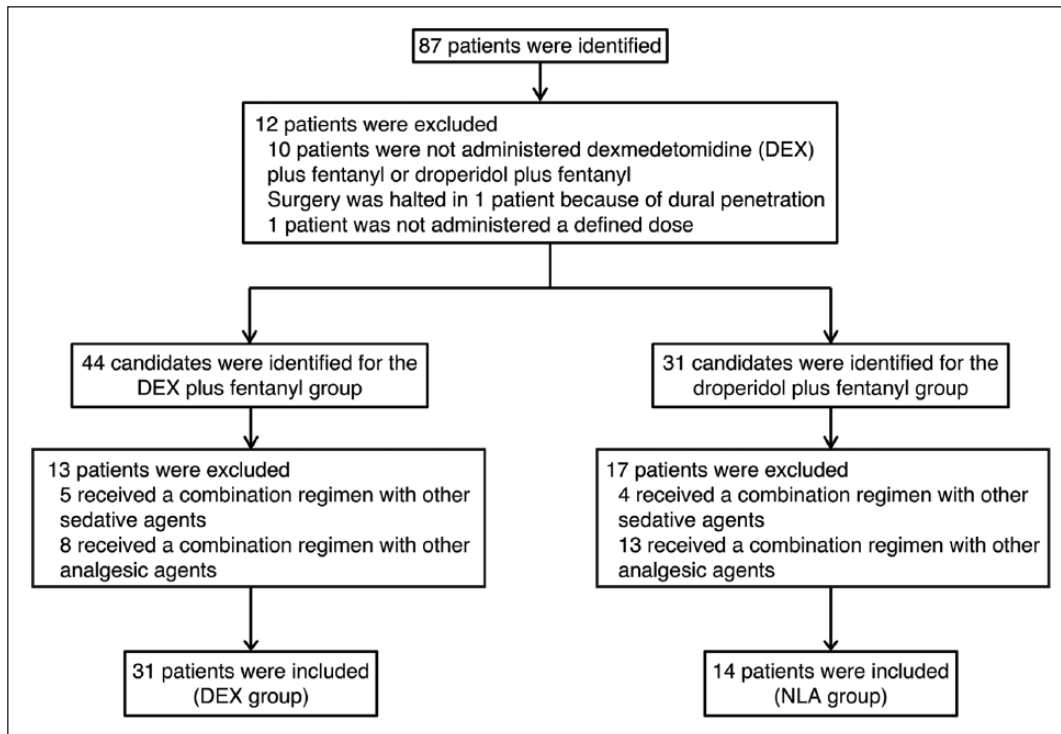 87 patients were identified
12 patients were excluded
10 patients were not administered dexmedetomidine (DEX)
plus fentanyl or droperidol plus fentanyl
Surgery was halted in 1 patient because of dural penetration
1 patient was not administered a defined dose
44 candidates were identified for the
DEX plus fentanyl group
31 candidates were identified for the
droperidol plus fentanyl group
13 patients were excluded
5 received a combination regimen with other
sedative agents
8 received a combination regimen with other
analgesic agents
17 patients were excluded
4 received a combination regimen with other
sedative agents
13 received a combination regimen with other
analgesic agents
31 patients were included
(DEX group)
14 patients were included
(NLA group)